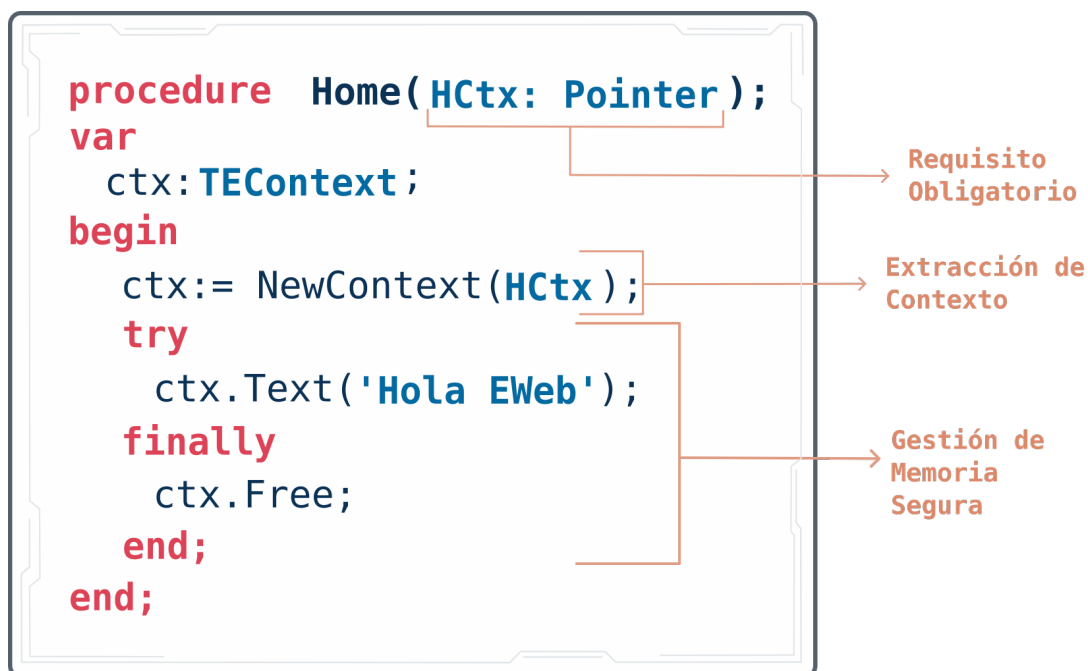 procedure Home(HCtx: Pointer);
var
ctx:TEContext;
begin
ctx:= NewContext(HCtx);
try
ctx.Text('Hola EWeb');
finally
ctx.Free;
end;
end;
Requisito
Obligatorio
Extracción de
Contexto
Gestión de
Memoria
Segura